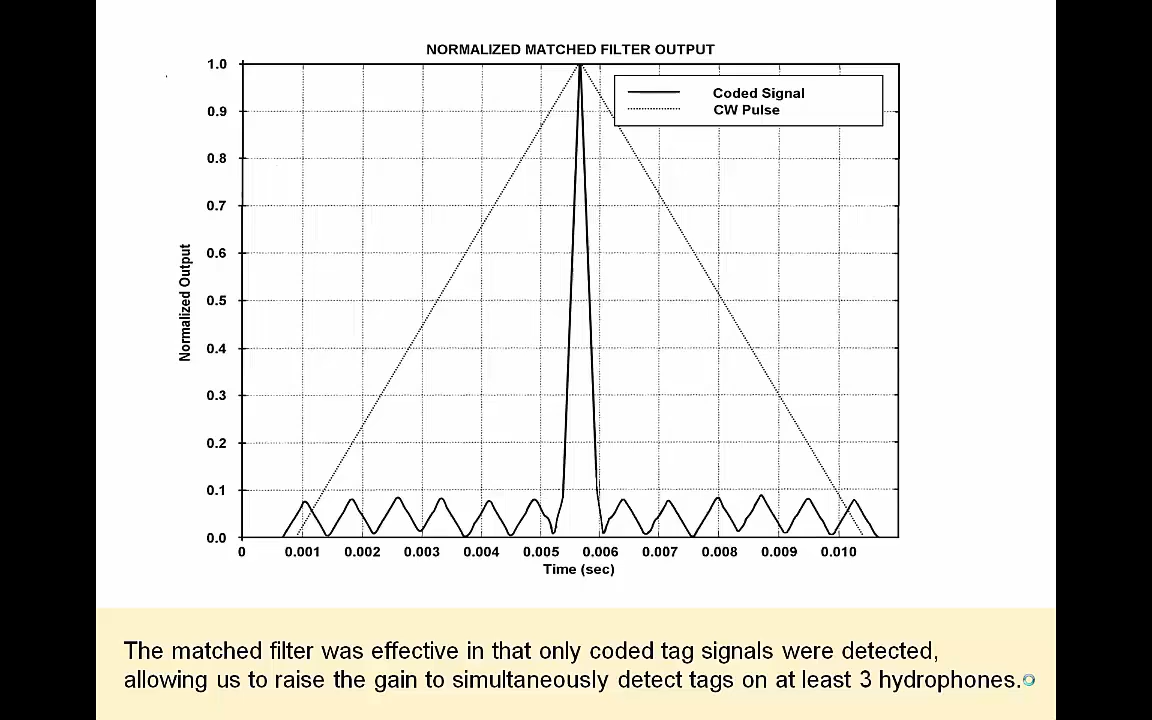 NORMALIZED MATCHED FILTER OUTPUT
Coded Signal
CW Pulse
Normalized Output
1.0
0.9
0.8
0.7
0.6
0.5
0.4
0.3
0.2
0.1
0.0
0 0.001 0.002 0.003 0.004 0.005 0.006 0.007 0.008 0.009 0.010
Time (sec)
The matched filter was effective in that only coded tag signals were detected,
allowing us to raise the gain to simultaneously detect tags on at least 3 hydrophones.